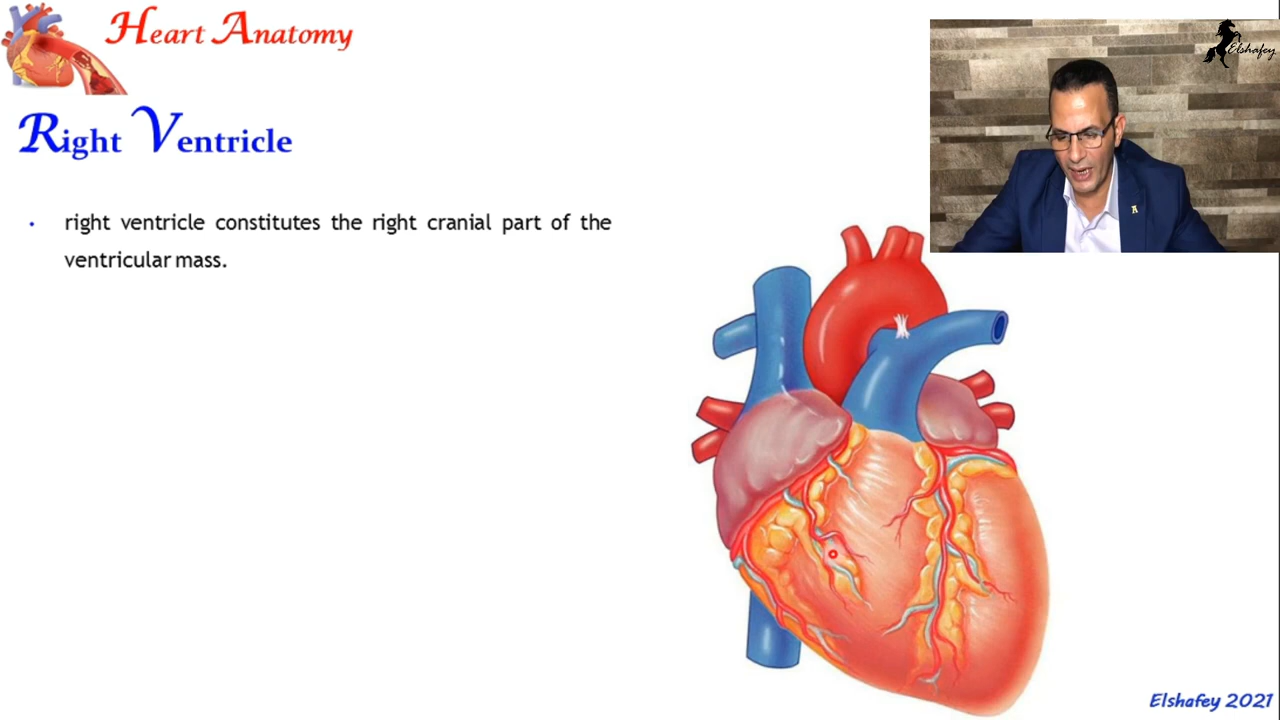 Heart Anatomy
Elshafey
Right Ventricle
• right ventricle constitutes the right cranial part of the
ventricular mass.
Elshafey 2021